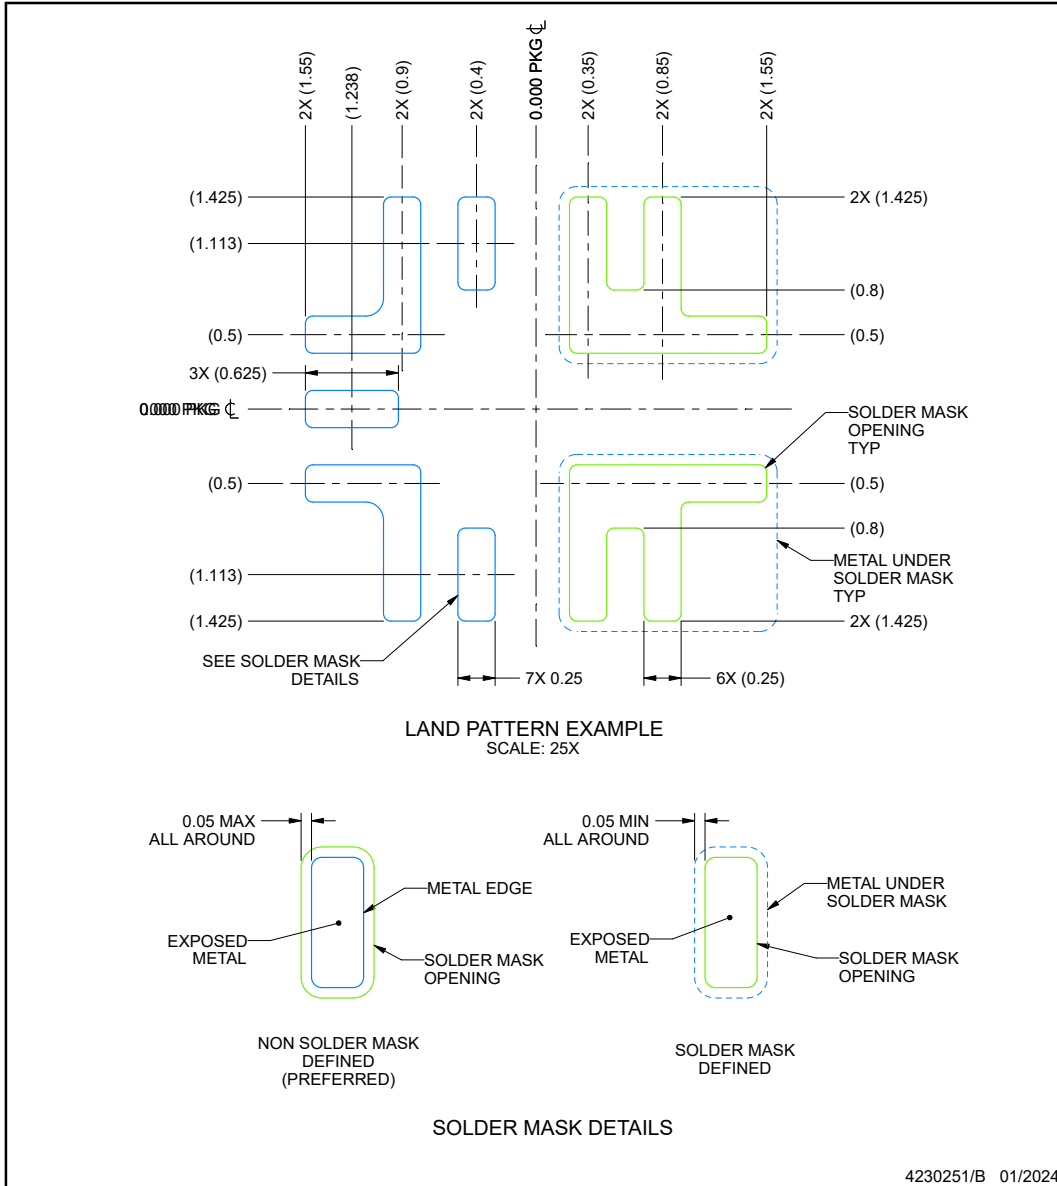 2X (1.55)
(1.238)
2X (0.9)
2X (0.4)
0.000 PKG ℄
2X (0.35)
2X (0.85)
2X (1.55)
(1.425)
2X (1.425)
(1.113)
(0.8)
(0.5)
(0.5)
3X (0.625)
0.000 PKG ℄
SOLDER MASK
OPENING
TYP
(0.5)
(0.5)
(0.8)
METAL UNDER
SOLDER MASK
TYP
(1.113)
(1.425)
2X (1.425)
SEE SOLDER MASK
DETAILS
7X 0.25
6X (0.25)
LAND PATTERN EXAMPLE
SCALE: 25X
0.05 MAX
ALL AROUND
METAL EDGE
EXPOSED
METAL
SOLDER MASK
OPENING
NON SOLDER MASK
DEFINED
(PREFERRED)
0.05 MIN
ALL AROUND
METAL UNDER
SOLDER MASK
EXPOSED
METAL
SOLDER MASK
OPENING
SOLDER MASK
DEFINED
SOLDER MASK DETAILS
4230251/B 01/2024